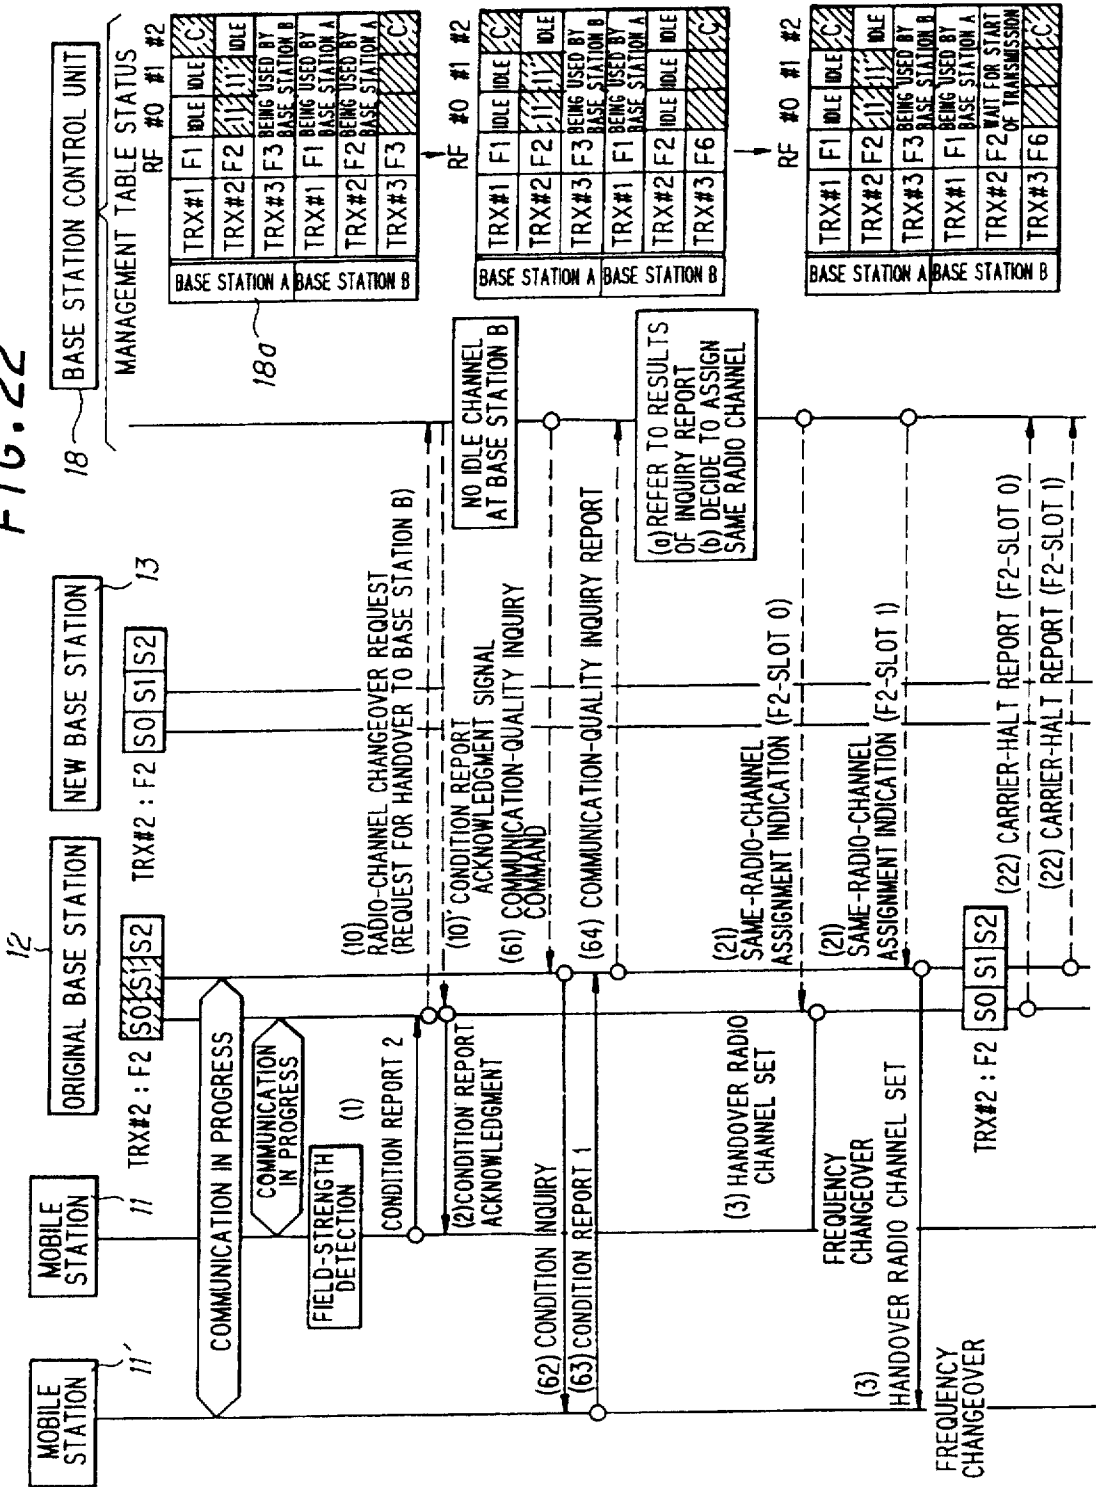 FIG. 22
MOBILE
STATION
11´
MOBILE
STATION
11
ORIGINAL BASE STATION
12
NEW BASE STATION
13
18
BASE STATION CONTROL UNIT
MANAGEMENT TABLE STATUS
TRX#2 : F2
S0 S1 S2
TRX#2 : F2
S0 S1 S2
RF #0 #1 #2
BASE STATION A
TRX#1 F1 IDLE IDLE C
TRX#2 F2 11 11´ IDLE
TRX#3 F3 BEING USED BY
BASE STATION B
BASE STATION B
TRX#1 F1 BEING USED BY
BASE STATION A
TRX#2 F2 BEING USED BY
BASE STATION A
TRX#3 F3 C
18a
COMMUNICATION IN PROGRESS
COMMUNICATION
IN PROGRESS
FIELD-STRENGTH
DETECTION
(1)
CONDITION REPORT 2
(10)
RADIO-CHANNEL CHANGEOVER REQUEST
(REQUEST FOR HANDOVER TO BASE STATION B)
(2) CONDITION REPORT
ACKNOWLEDGMENT
(10)´ CONDITION REPORT
ACKNOWLEDGMENT SIGNAL
NO IDLE CHANNEL
AT BASE STATION B
(61) COMMUNICATION-QUALITY INQUIRY
COMMAND
(62) CONDITION INQUIRY
(63) CONDITION REPORT 1
(64) COMMUNICATION-QUALITY INQUIRY REPORT
RF #0 #1 #2
BASE STATION A
TRX#1 F1 IDLE IDLE C
TRX#2 F2 11 11´ IDLE
TRX#3 F3 BEING USED BY
BASE STATION B
BASE STATION B
TRX#1 F1 BEING USED BY
BASE STATION A
TRX#2 F2 IDLE IDLE IDLE
TRX#3 F6 C
(a) REFER TO RESULTS
OF INQUIRY REPORT
(b) DECIDE TO ASSIGN
SAME RADIO CHANNEL
(21)
SAME-RADIO-CHANNEL
ASSIGNMENT INDICATION (F2-SLOT 0)
(3) HANDOVER RADIO
CHANNEL SET
FREQUENCY
CHANGEOVER
(21)
SAME-RADIO-CHANNEL
ASSIGNMENT INDICATION (F2-SLOT 1)
(3)
HANDOVER RADIO CHANNEL SET
FREQUENCY
CHANGEOVER
RF #0 #1 #2
BASE STATION A
TRX#1 F1 IDLE IDLE C
TRX#2 F2 11 11´ IDLE
TRX#3 F3 BEING USED BY
BASE STATION B
BASE STATION B
TRX#1 F1 BEING USED BY
BASE STATION A
TRX#2 F2 WAIT FOR START
OF TRANSMISSION
TRX#3 F6 C
TRX#2 : F2
S0 S1 S2
(22) CARRIER-HALT REPORT (F2-SLOT 0)
(22) CARRIER-HALT REPORT (F2-SLOT 1)